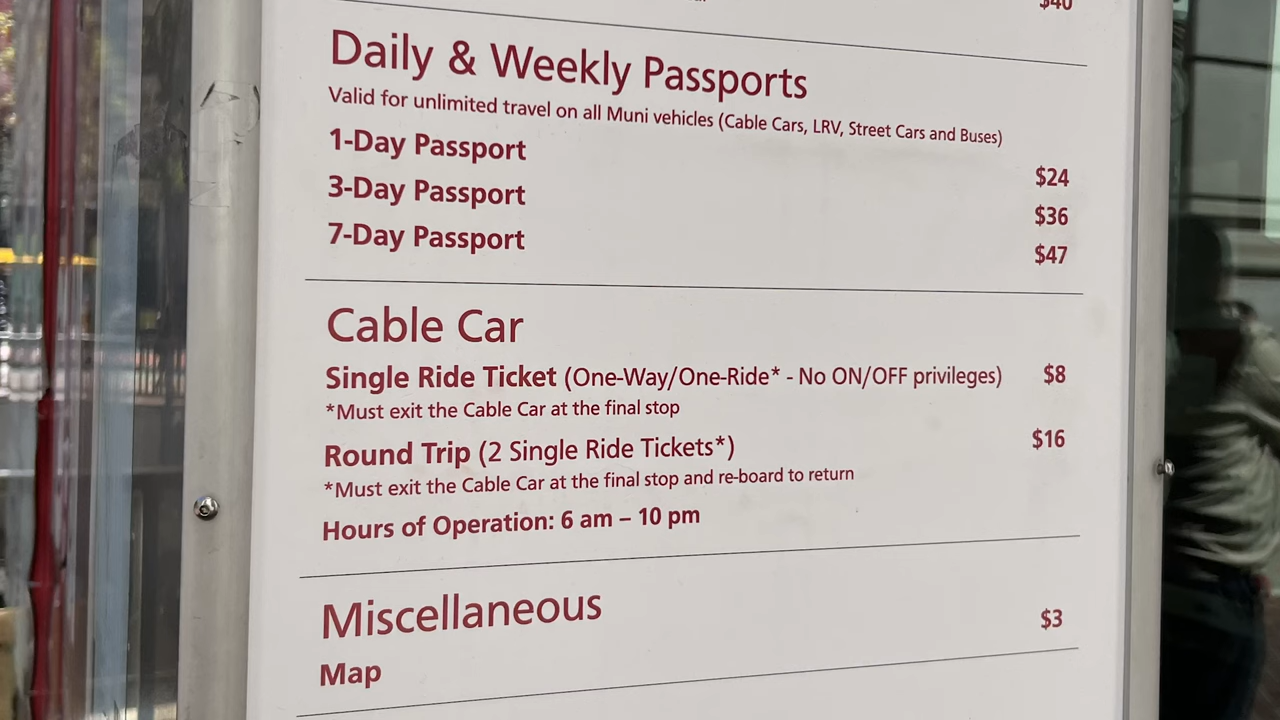 $40
Daily & Weekly Passports
Valid for unlimited travel on all Muni vehicles (Cable Cars, LRV, Street Cars and Buses)
1-Day Passport $24
3-Day Passport $36
7-Day Passport $47
Cable Car
Single Ride Ticket (One-Way/One-Ride* - No ON/OFF privileges) $8
*Must exit the Cable Car at the final stop
Round Trip (2 Single Ride Tickets*) $16
*Must exit the Cable Car at the final stop and re-board to return
Hours of Operation: 6 am – 10 pm
Miscellaneous
Map $3